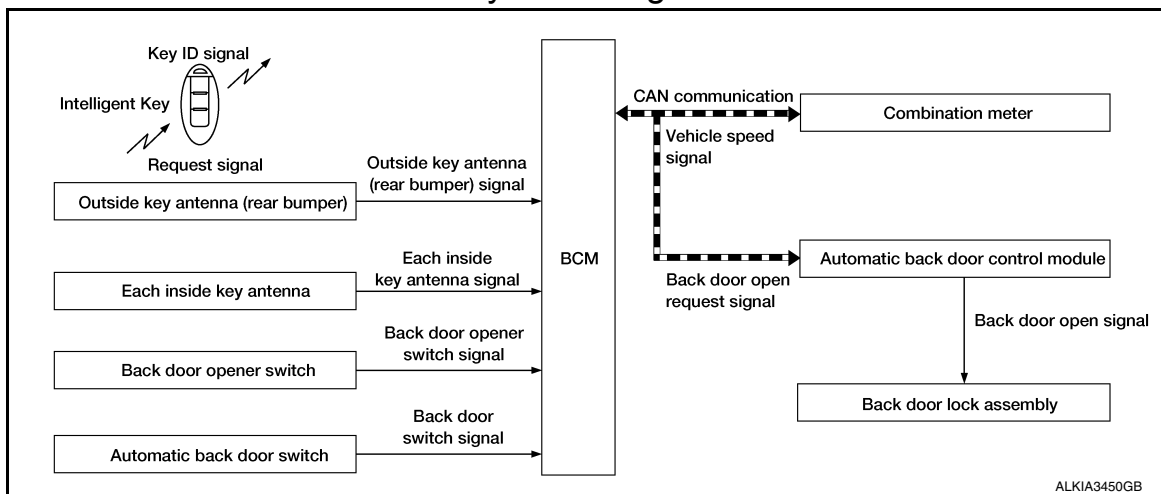 Key ID signal
Intelligent Key
Request signal
Outside key antenna (rear bumper)
Outside key antenna
(rear bumper) signal
Each inside key antenna
Each inside
key antenna signal
Back door opener switch
Back door opener
switch signal
Automatic back door switch
Back door
switch signal
BCM
CAN communication
Vehicle speed
signal
Combination meter
Back door open
request signal
Automatic back door control module
Back door open signal
Back door lock assembly
ALKIA3450GB